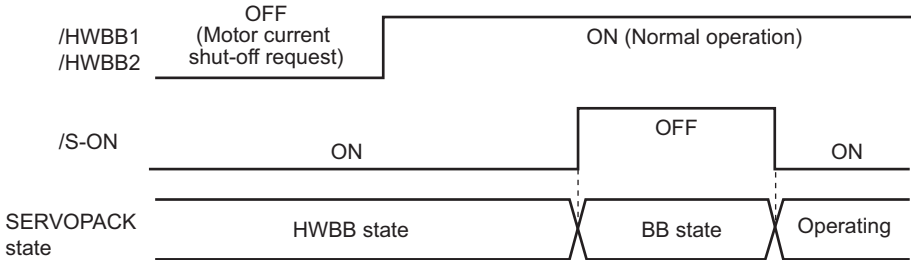 OFF
(Motor current
shut-off request)
/HWBB1
/HWBB2
ON (Normal operation)
/S-ON
ON
OFF
ON
SERVOPACK
state
HWBB state
BB state
Operating